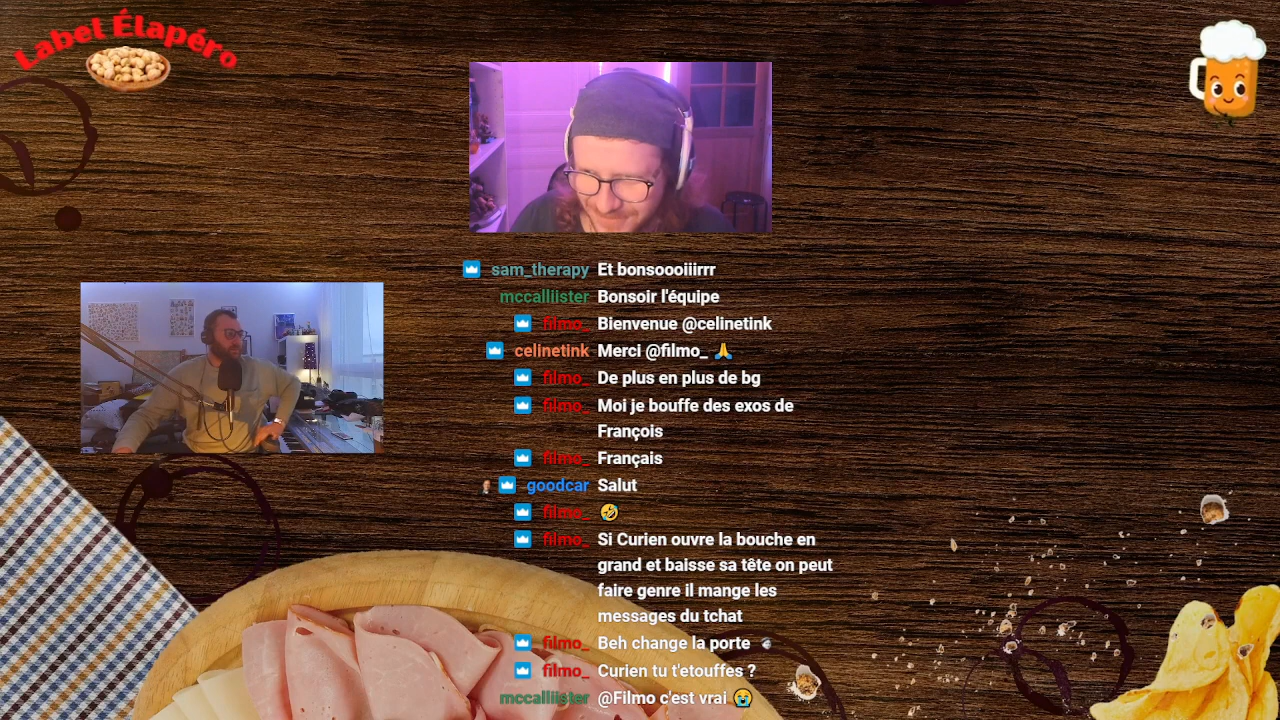 Label Élapéro
sam_therapy Et bonsoooiiirrr
mccalliister Bonsoir l'équipe
filmo_ Bienvenue @celinetink
celinetink Merci @filmo_ 🙏
filmo_ De plus en plus de bg
filmo_ Moi je bouffe des exos de
François
filmo_ Français
goodcar Salut
filmo_ 🤣
filmo_ Si Curien ouvre la bouche en
grand et baisse sa tête on peut
faire genre il mange les
messages du tchat
filmo_ Beh change la porte
filmo_ Curien tu t'etouffes ?
mccalliister @Filmo c'est vrai 😭